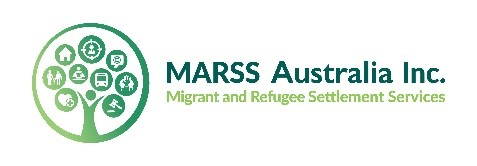 MARSS Australia Inc.
Migrant and Refugee Settlement Services